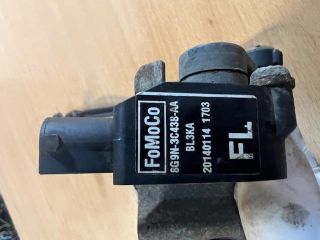 FoMoCo
8G9N-3C438-AA
BL3KA
20140114 1703
FL